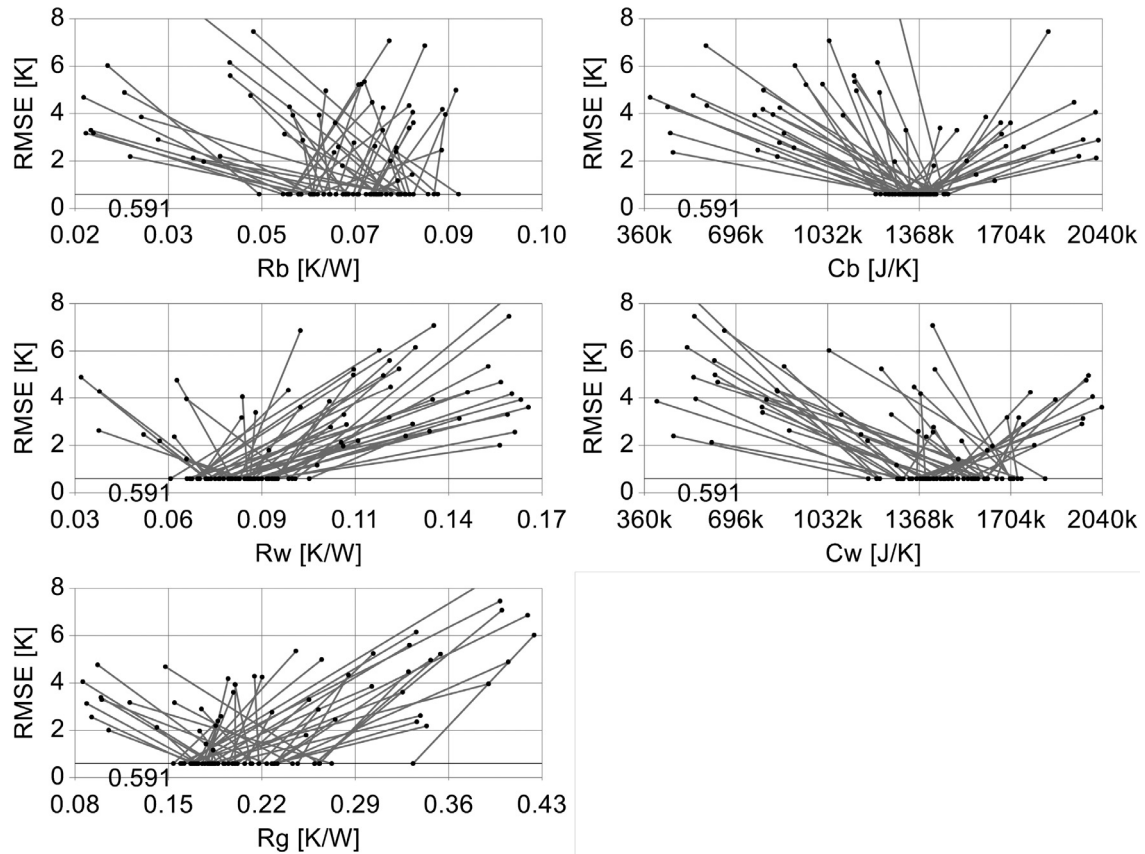 8
6
4
2
0
RMSE [K]
0.591
0.02 0.03 0.05 0.07 0.09 0.10
Rb [K/W]
8
6
4
2
0
RMSE [K]
0.591
360k 696k 1032k 1368k 1704k 2040k
Cb [J/K]
8
6
4
2
0
RMSE [K]
0.591
0.03 0.06 0.09 0.11 0.14 0.17
Rw [K/W]
8
6
4
2
0
RMSE [K]
0.591
360k 696k 1032k 1368k 1704k 2040k
Cw [J/K]
8
6
4
2
0
RMSE [K]
0.591
0.08 0.15 0.22 0.29 0.36 0.43
Rg [K/W]